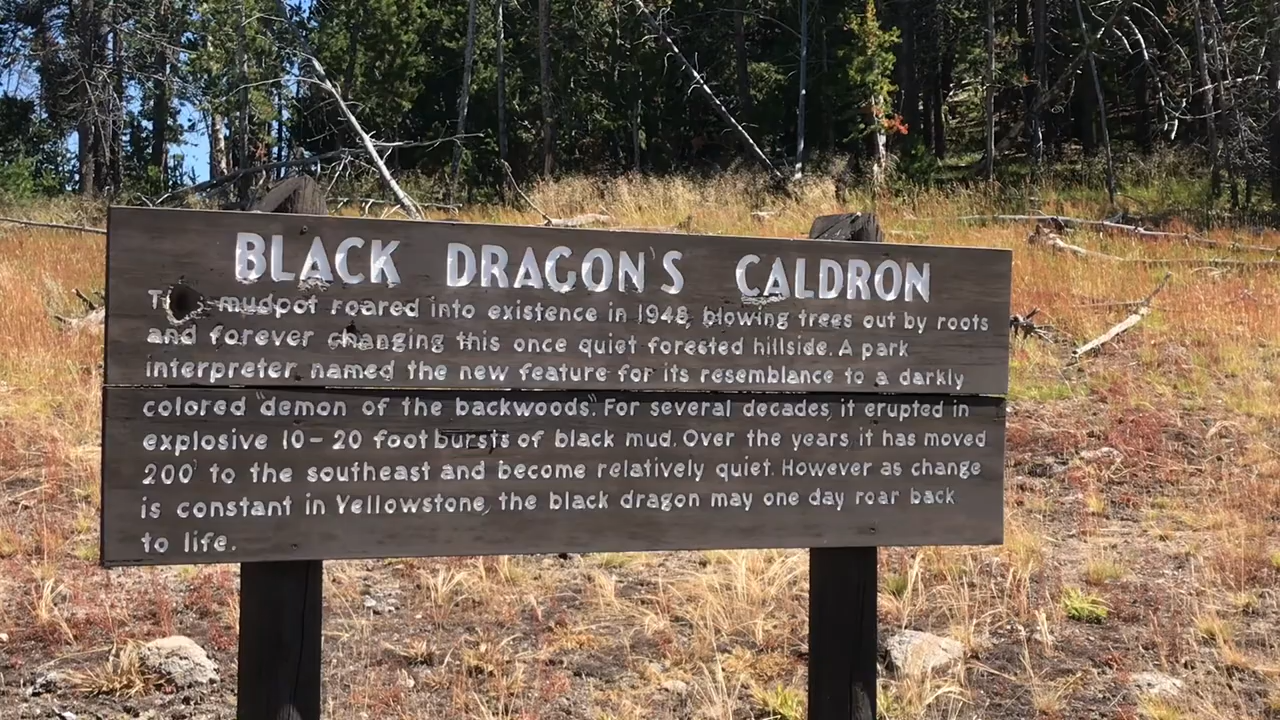 BLACK DRAGON'S CALDRON
mudpot roared into existence in 1948, blowing trees out by roots
and forever changing this once quiet forested hillside. A park
interpreter named the new feature for its resemblance to a darkly
colored "demon of the backwoods". For several decades, it erupted in
explosive 10-20 foot bursts of black mud. Over the years it has moved
200' to the southeast and become relatively quiet. However as change
is constant in Yellowstone, the black dragon may one day roar back
to life.